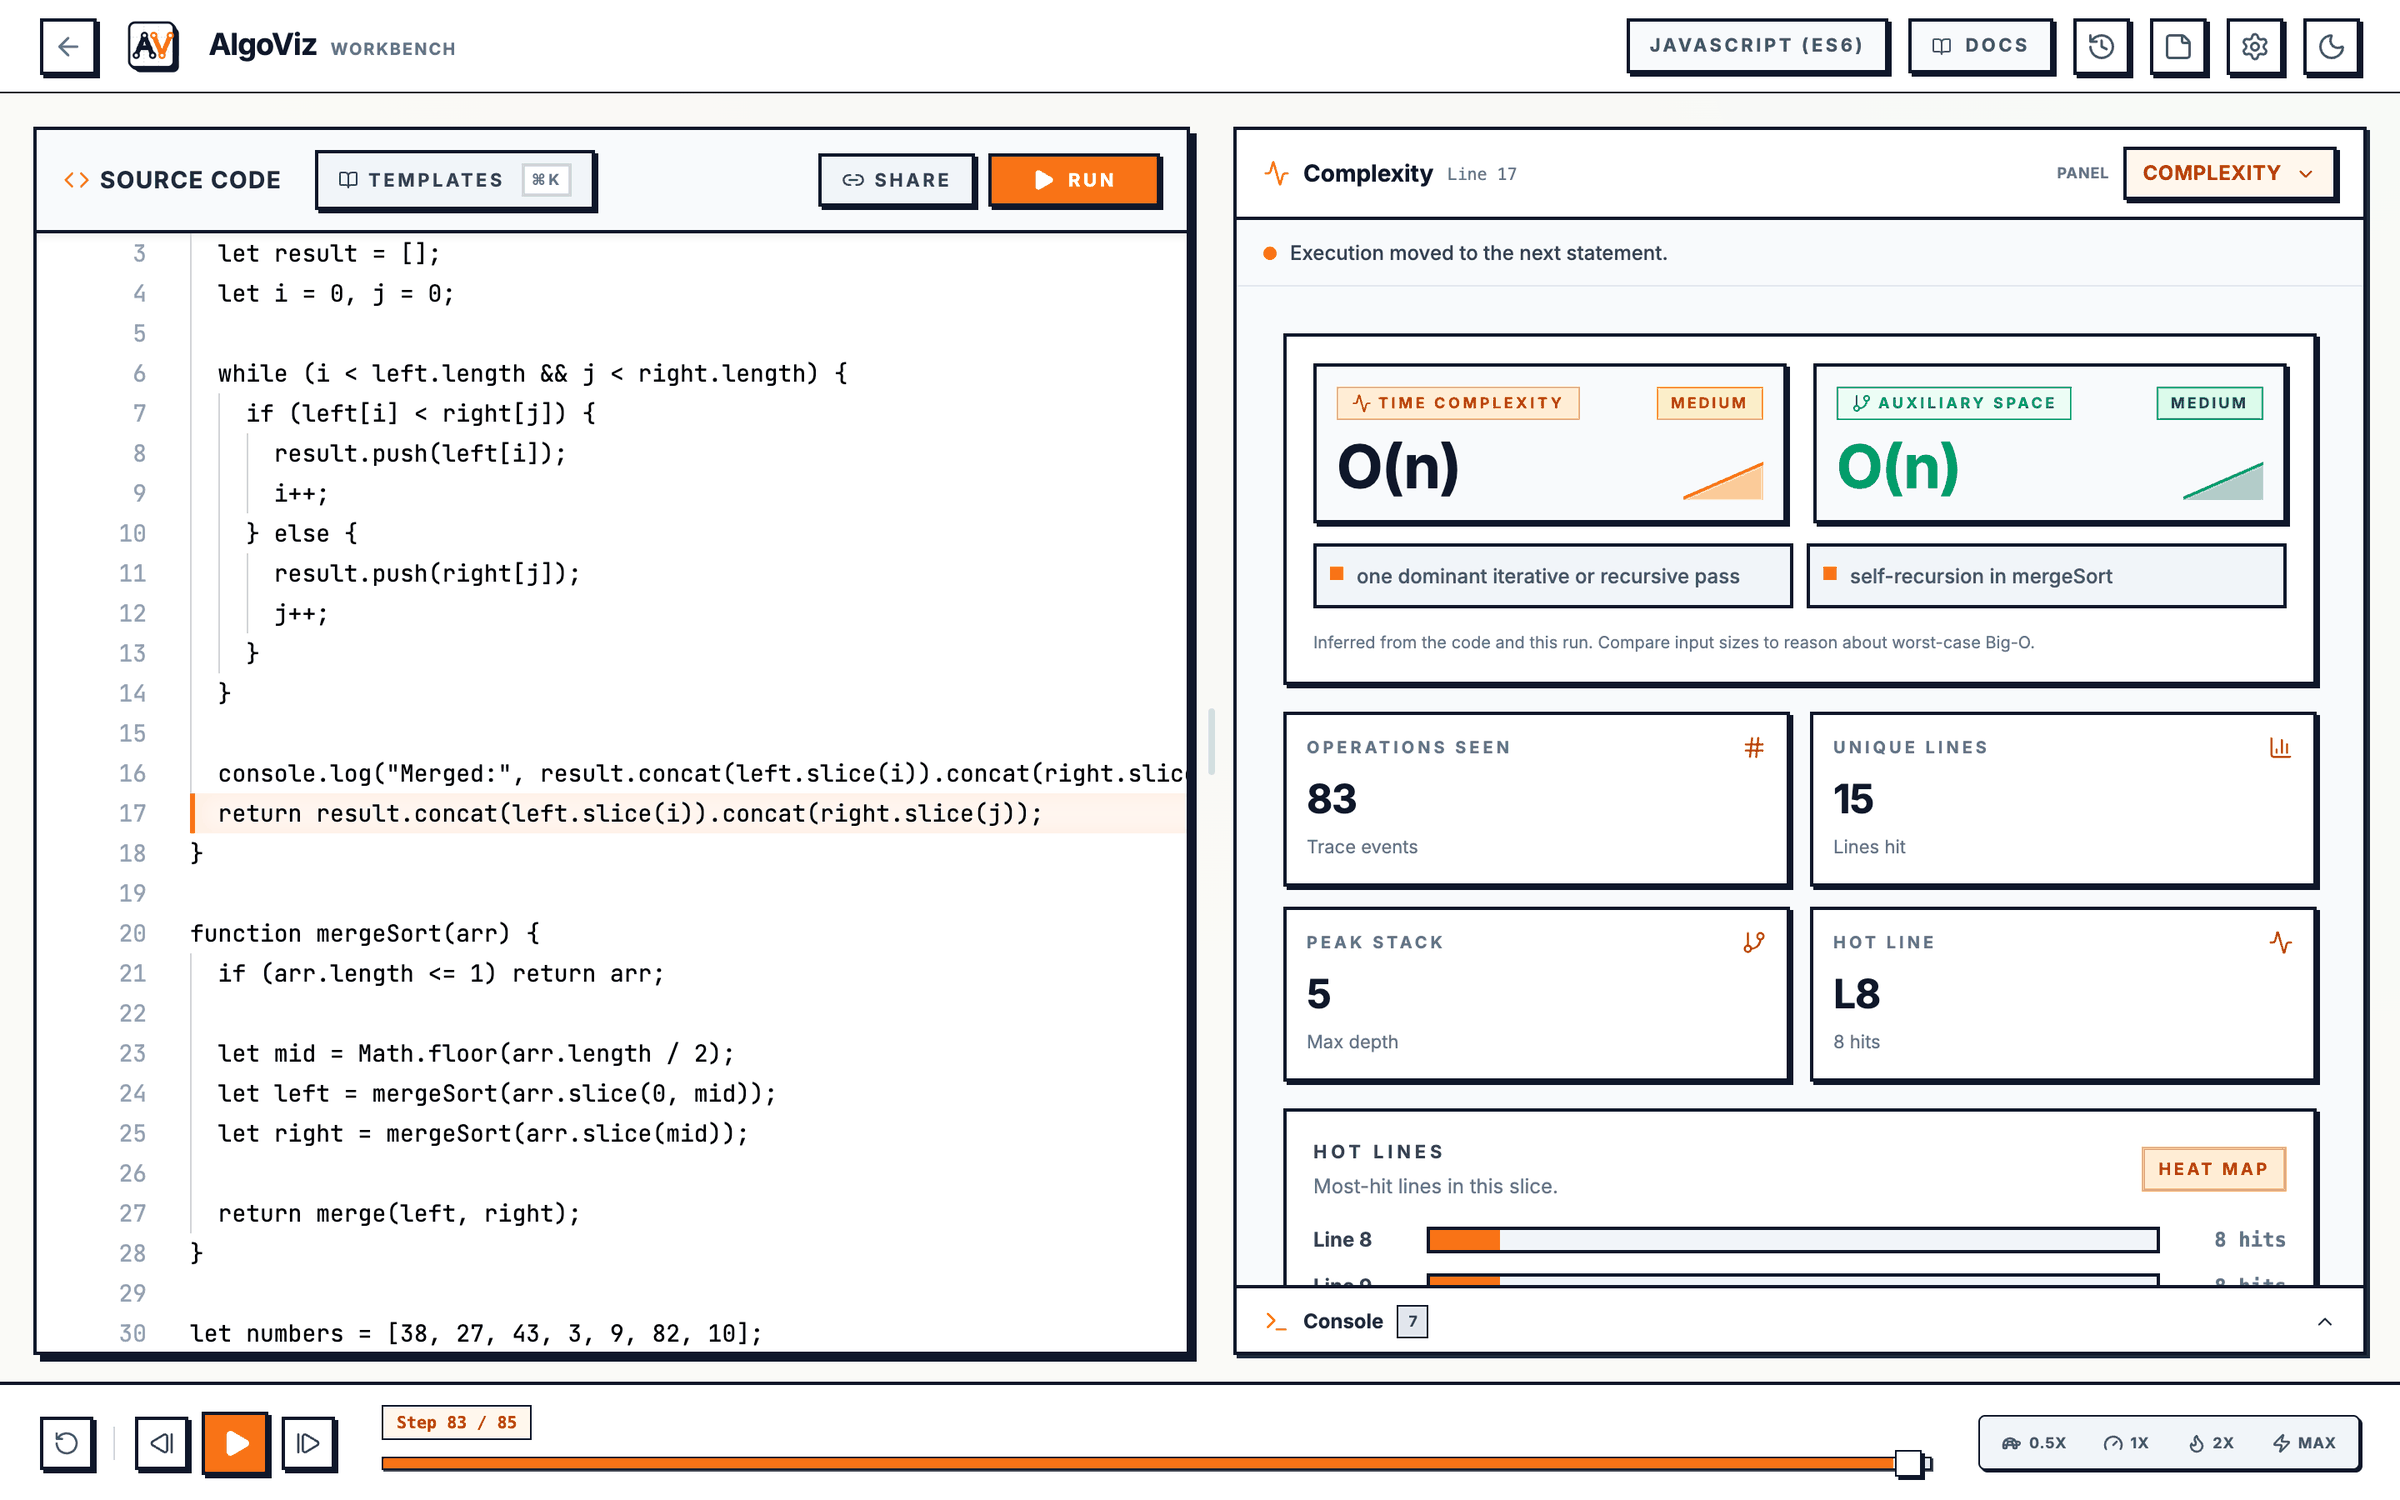 AlgoViz WORKBENCH
JAVASCRIPT (ES6)
DOCS
SOURCE CODE
TEMPLATES ⌘K
SHARE
RUN
3 let result = [];
4 let i = 0, j = 0;
5
6 while (i < left.length && j < right.length) {
7 if (left[i] < right[j]) {
8 result.push(left[i]);
9 i++;
10 } else {
11 result.push(right[j]);
12 j++;
13 }
14 }
15
16 console.log("Merged:", result.concat(left.slice(i)).concat(right.slic
17 return result.concat(left.slice(i)).concat(right.slice(j));
18 }
19
20 function mergeSort(arr) {
21 if (arr.length <= 1) return arr;
22
23 let mid = Math.floor(arr.length / 2);
24 let left = mergeSort(arr.slice(0, mid));
25 let right = mergeSort(arr.slice(mid));
26
27 return merge(left, right);
28 }
29
30 let numbers = [38, 27, 43, 3, 9, 82, 10];
Complexity Line 17
PANEL COMPLEXITY
Execution moved to the next statement.
TIME COMPLEXITY MEDIUM
O(n)
AUXILIARY SPACE MEDIUM
O(n)
one dominant iterative or recursive pass
self-recursion in mergeSort
Inferred from the code and this run. Compare input sizes to reason about worst-case Big-O.
OPERATIONS SEEN
83
Trace events
UNIQUE LINES
15
Lines hit
PEAK STACK
5
Max depth
HOT LINE
L8
8 hits
HOT LINES
Most-hit lines in this slice.
HEAT MAP
Line 8 8 hits
Line 9 8 hits
Console 7
Step 83 / 85
0.5X 1X 2X MAX